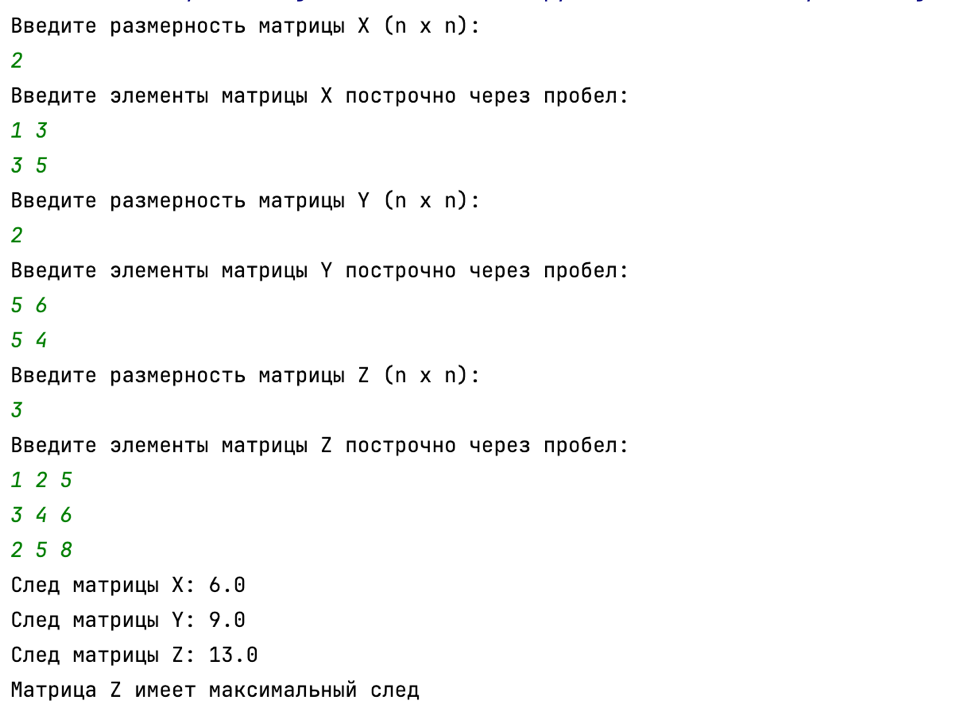 Введите размерность матрицы X (n x n):
2
Введите элементы матрицы X построчно через пробел:
1 3
3 5
Введите размерность матрицы Y (n x n):
2
Введите элементы матрицы Y построчно через пробел:
5 6
5 4
Введите размерность матрицы Z (n x n):
3
Введите элементы матрицы Z построчно через пробел:
1 2 5
3 4 6
2 5 8
След матрицы X: 6.0
След матрицы Y: 9.0
След матрицы Z: 13.0
Матрица Z имеет максимальный след